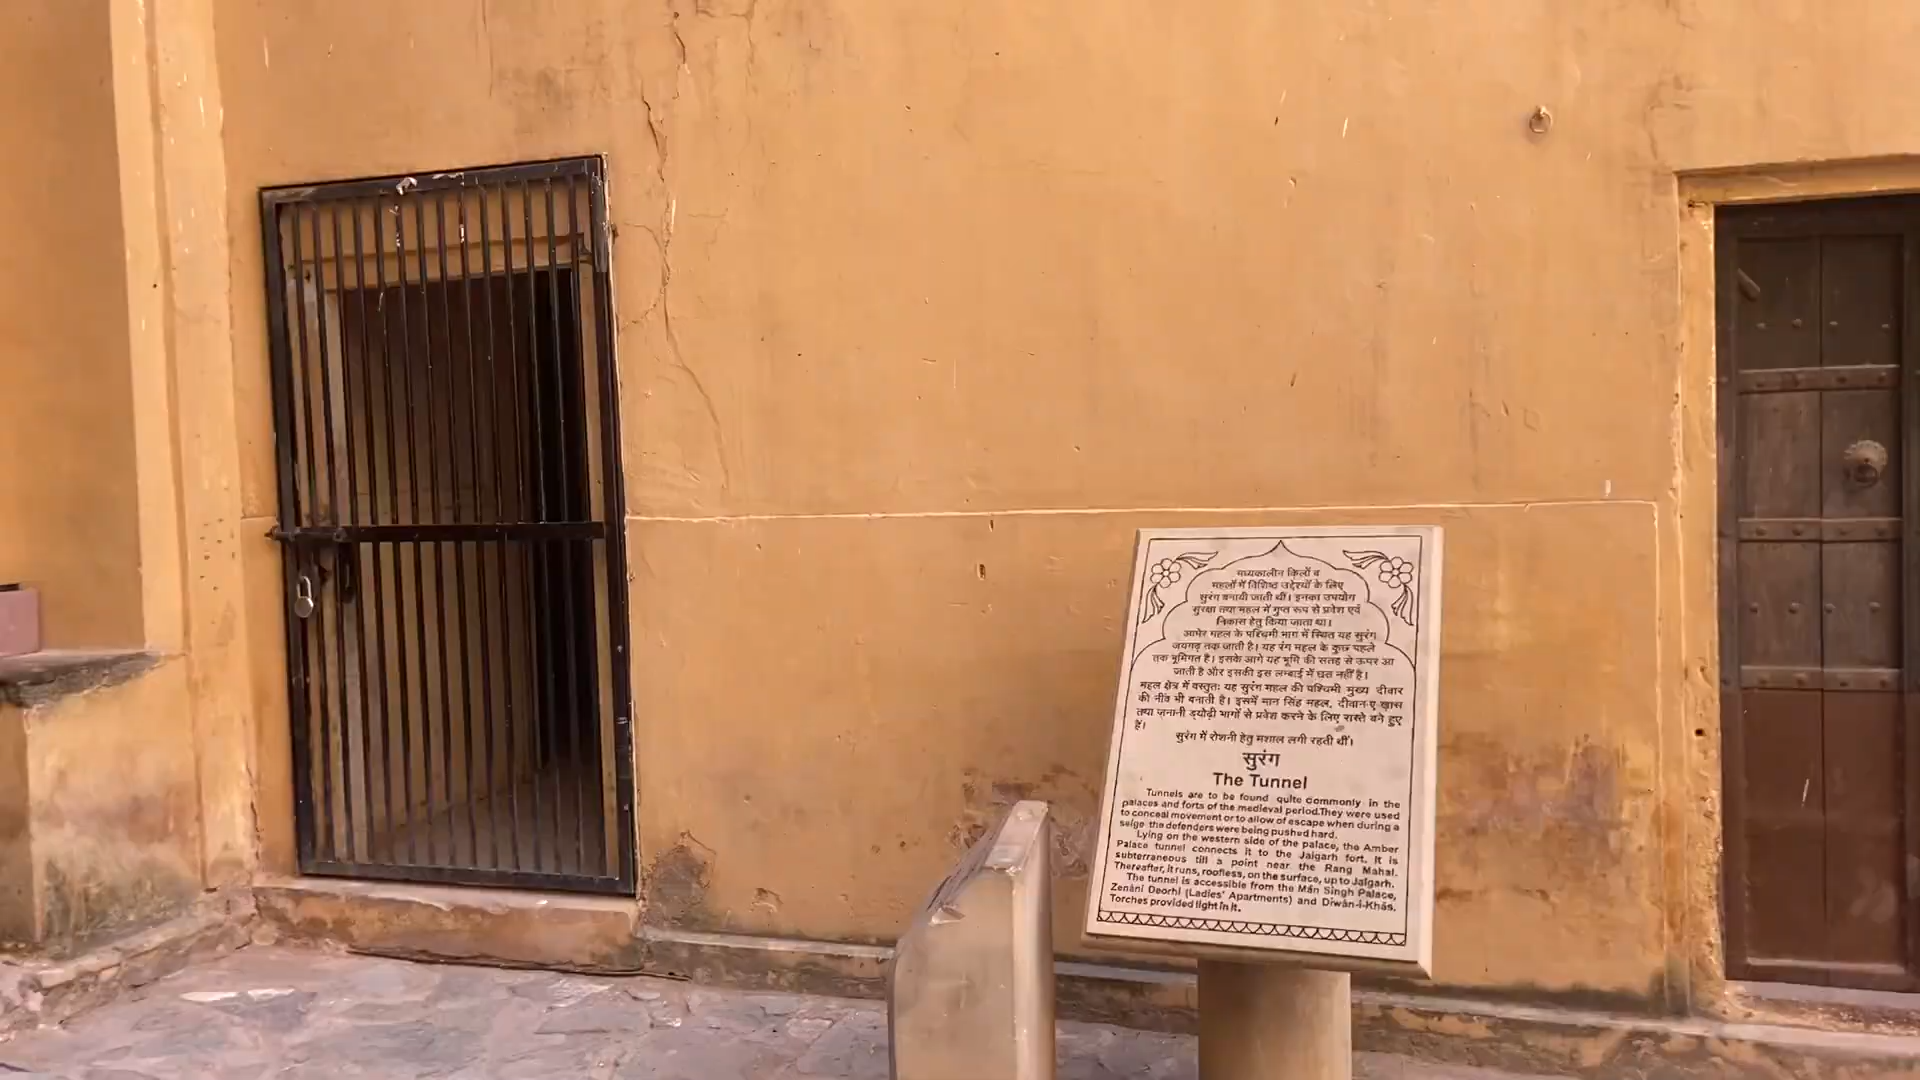 मध्यकालीन किलों व
महलों में विशिष्ट उद्देश्यों के लिए
सुरंग बनायी जाती थीं। इनका उपयोग
सुरक्षा तथा महल में गुप्त रूप से प्रवेश एवं
निकास हेतु किया जाता था।
आमेर महल के पश्चिमी भाग में स्थित यह सुरंग
जयगढ़ तक जाती है। यह रंग महल के कुछ पहले
तक भूमिगत है। इसके आगे यह भूमि की सतह से ऊपर आ
जाती है और इसकी इस लम्बाई में छत नहीं है।
महल क्षेत्र में वस्तुतः यह सुरंग महल की पश्चिमी मुख्य दीवार
की नींव भी बनाती है। इसमें मान सिंह महल, दीवान-ए-ख़ास
तथा ज़नानी ड्यौढ़ी भागों से प्रवेश करने के लिए रास्ते बने हुए
हैं।
सुरंग में रोशनी हेतु मशाल लगी रहती थीं।
सुरंग
The Tunnel
Tunnels are to be found quite commonly in the
palaces and forts of the medieval period.They were used
to conceal movement or to allow of escape when during a
seige the defenders were being pushed hard.
Lying on the western side of the palace, the Amber
Palace tunnel connects it to the Jaigarh fort. It is
subterraneous till a point near the Rang Mahal.
Thereafter, it runs, roofless, on the surface, up to Jaigarh.
The tunnel is accessible from the Mān Singh Palace,
Zenānī Deorhī (Ladies' Apartments) and Dīwān-i-Khās.
Torches provided light in it.